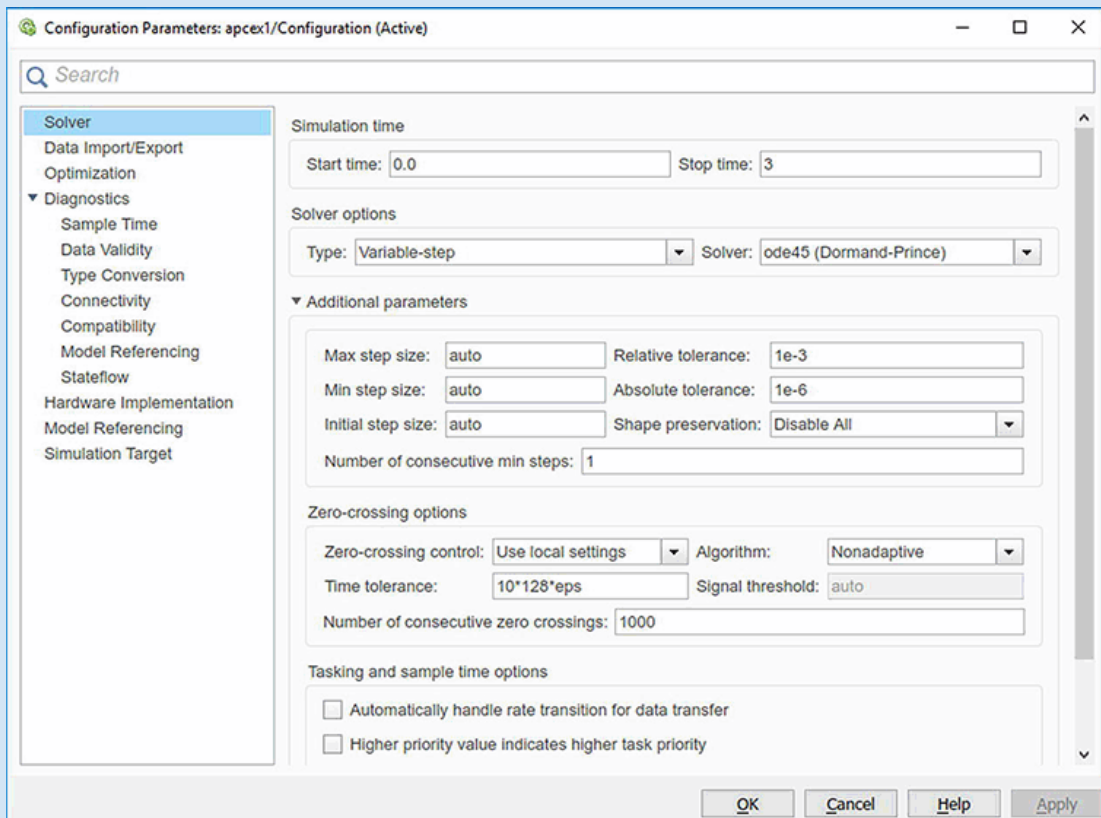 Configuration Parameters: apcex1/Configuration (Active)
Search
Solver
Data Import/Export
Optimization
Diagnostics
Sample Time
Data Validity
Type Conversion
Connectivity
Compatibility
Model Referencing
Stateflow
Hardware Implementation
Model Referencing
Simulation Target
Simulation time
Start time: 0.0 Stop time: 3
Solver options
Type: Variable-step Solver: ode45 (Dormand-Prince)
Additional parameters
Max step size: auto Relative tolerance: 1e-3
Min step size: auto Absolute tolerance: 1e-6
Initial step size: auto Shape preservation: Disable All
Number of consecutive min steps: 1
Zero-crossing options
Zero-crossing control: Use local settings Algorithm: Nonadaptive
Time tolerance: 10*128*eps Signal threshold: auto
Number of consecutive zero crossings: 1000
Tasking and sample time options
Automatically handle rate transition for data transfer
Higher priority value indicates higher task priority
OK Cancel Help Apply